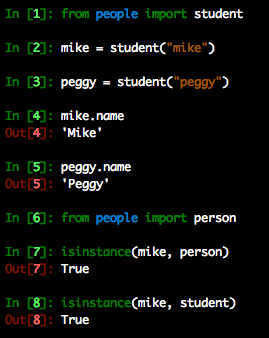 In [1]: from people import student
In [2]: mike = student("mike")
In [3]: peggy = student("peggy")
In [4]: mike.name
Out[4]: 'Mike'
In [5]: peggy.name
Out[5]: 'Peggy'
In [6]: from people import person
In [7]: isinstance(mike, person)
Out[7]: True
In [8]: isinstance(mike, student)
Out[8]: True